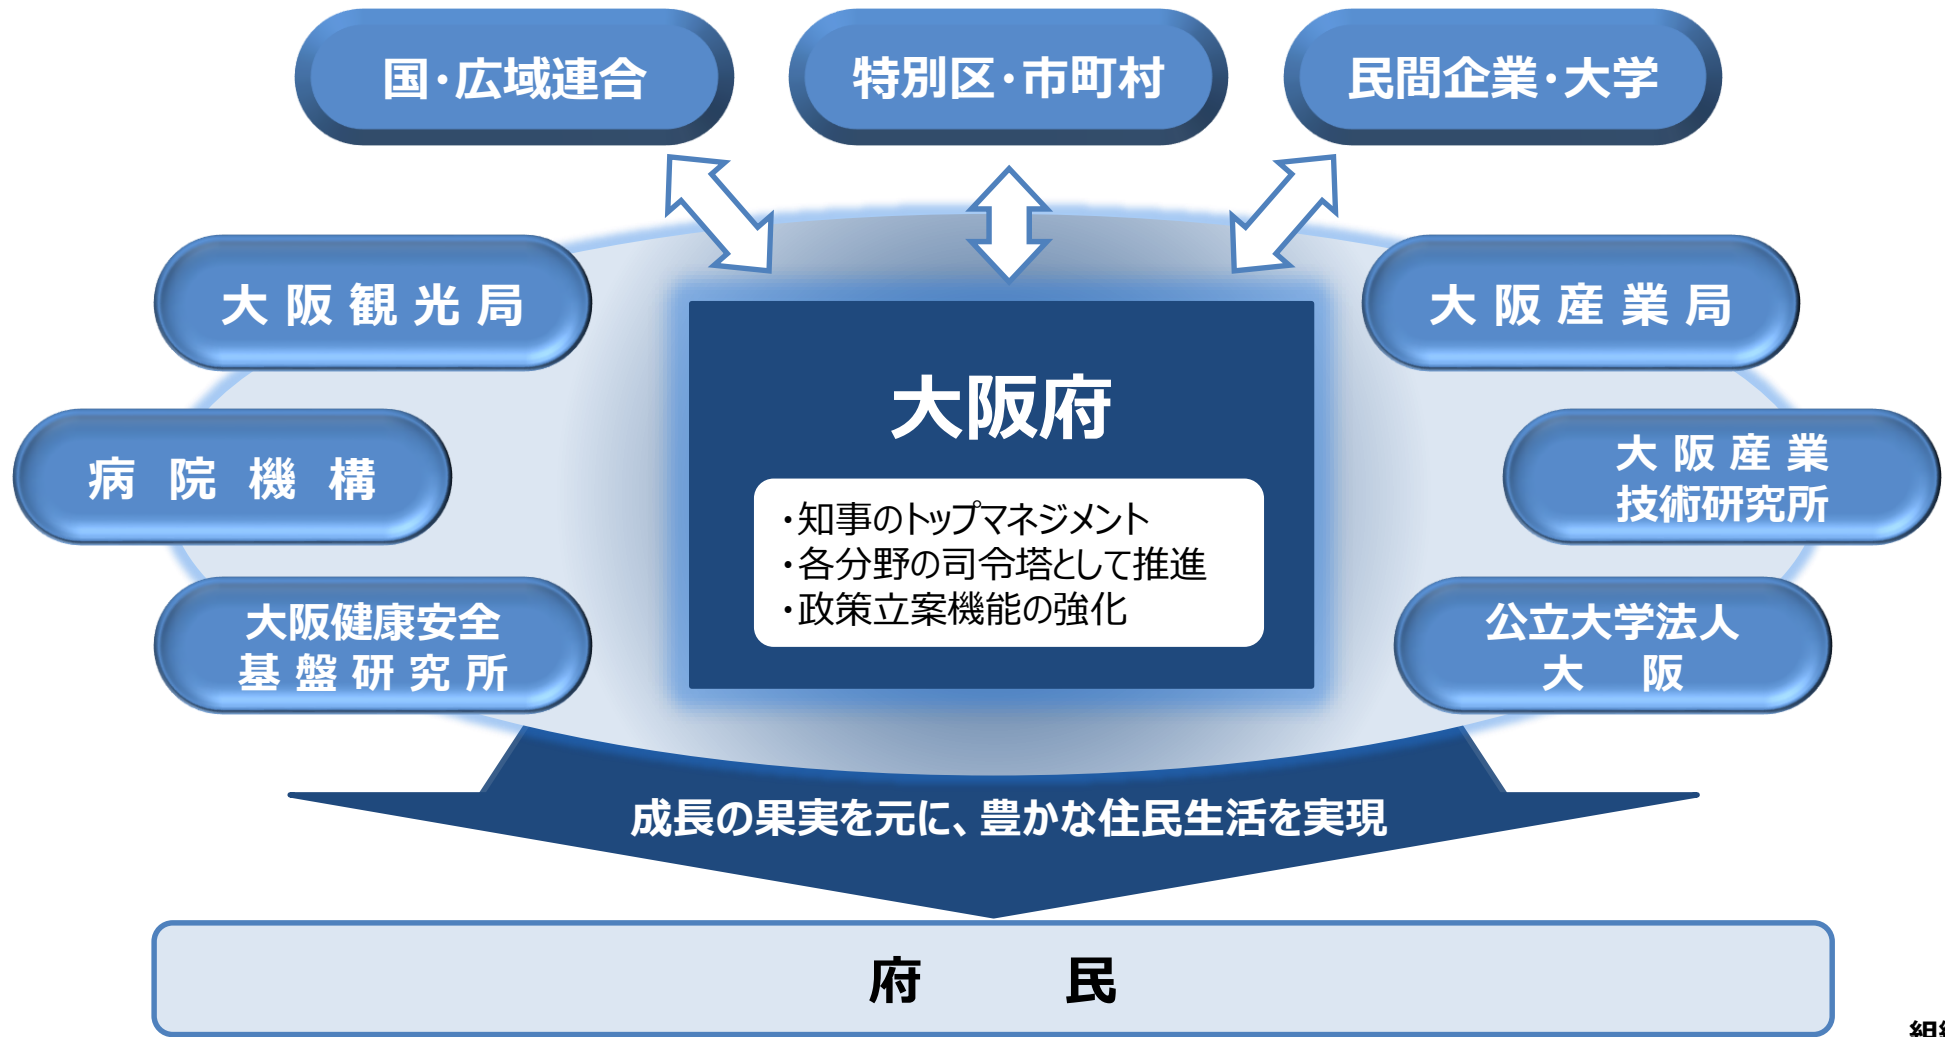 国・広域連合
特別区・市町村
民間企業・大学
大阪観光局
大阪産業局
大阪府
病院機構
大阪産業
技術研究所
・知事のトップマネジメント
・各分野の司令塔として推進
・政策立案機能の強化
大阪健康安全
基盤研究所
公立大学法人
大阪
成長の果実を元に、豊かな住民生活を実現
府民